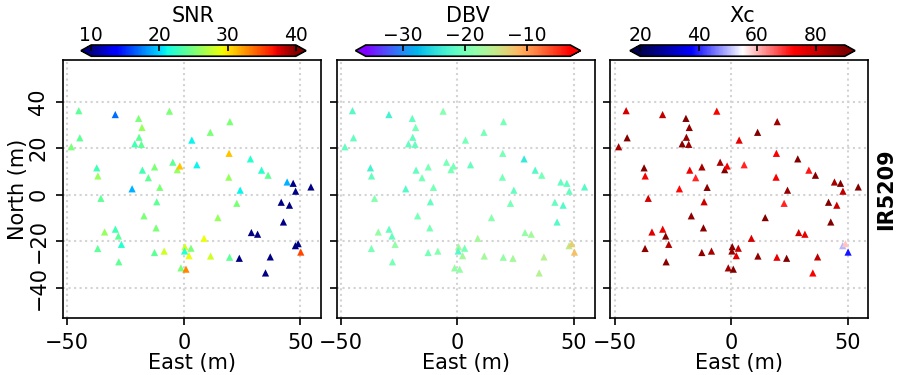 SNR DBV Xc
10 20 30 40 −30 −20 −10 20 40 60 80
North (m)
40
20
0
−20
−40
−50 0 50 −50 0 50 −50 0 50
East (m) East (m) East (m)
IR5209